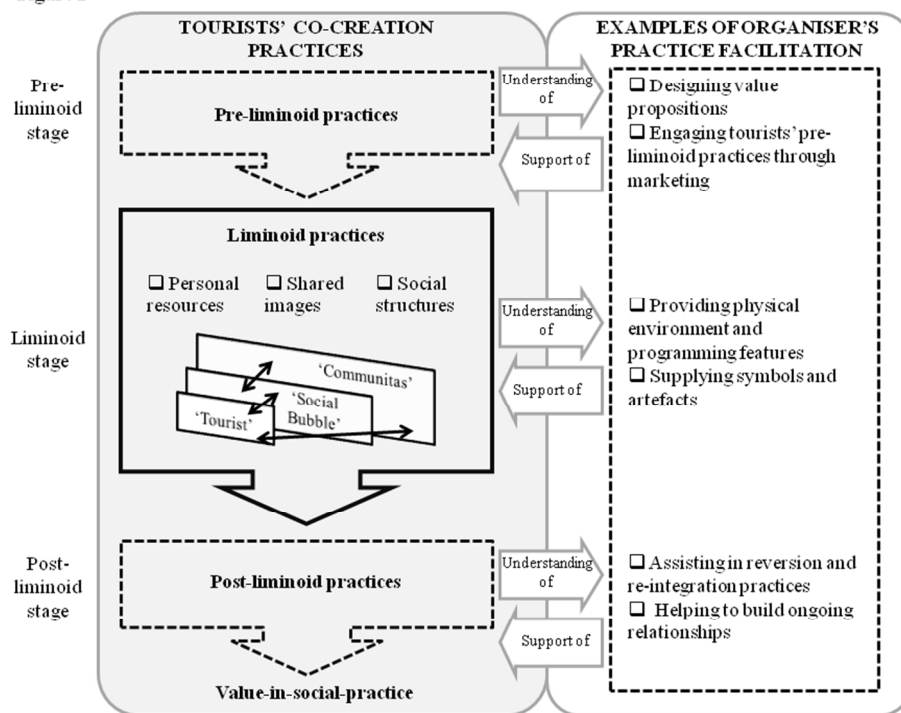 TOURISTS' CO-CREATION
PRACTICES
EXAMPLES OF ORGANISER'S
PRACTICE FACILITATION
Pre-
liminoid
stage
Pre-liminoid practices
Understanding
of
Support of
❑ Designing value
propositions
❑ Engaging tourists' pre-
liminoid practices through
marketing
Liminoid
stage
Liminoid practices
❑ Personal
resources
❑ Shared
images
❑ Social
structures
'Communitas'
'Social
Bubble'
'Tourist'
Understanding
of
Support of
❑ Providing physical
environment and
programming features
❑ Supplying symbols and
artefacts
Post-
liminoid
stage
Post-liminoid practices
Understanding
of
Support of
❑ Assisting in reversion and
re-integration practices
❑ Helping to build ongoing
relationships
Value-in-social-practice